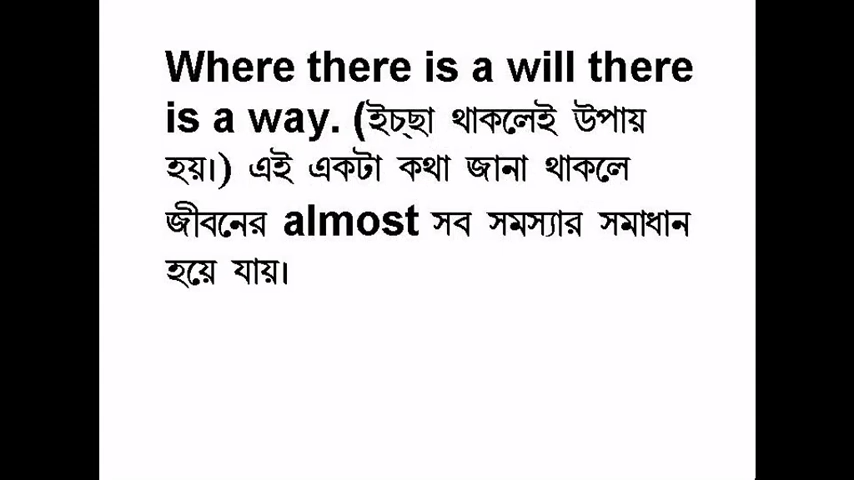 Where there is a will there
is a way. (ইচ্ছা থাকলেই উপায়
হয়।) এই একটা কথা জানা থাকলে
জীবনের almost সব সমস্যার সমাধান
হয়ে যায়।